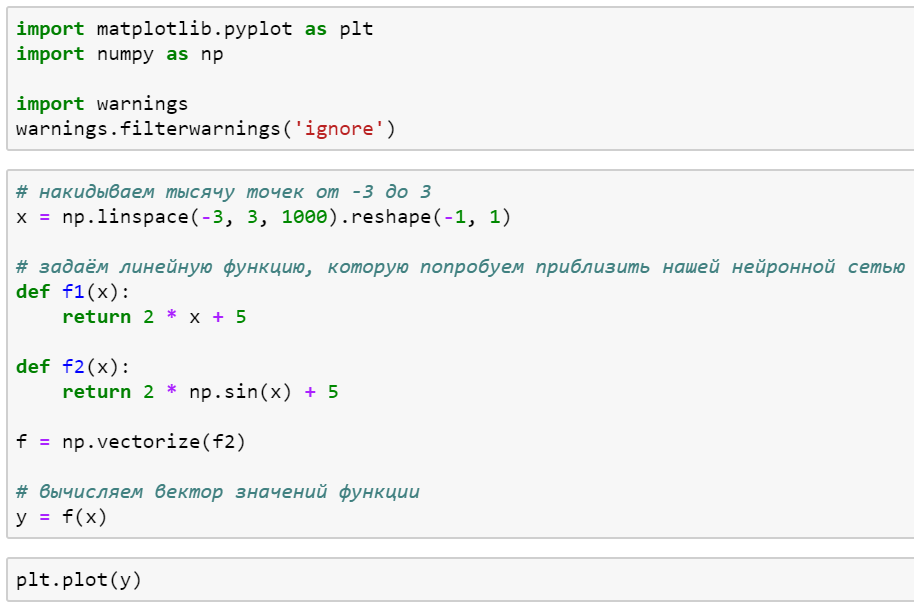 import matplotlib.pyplot as plt
import numpy as np
import warnings
warnings.filterwarnings('ignore')
# накидываем тысячу точек от -3 до 3
x = np.linspace(-3, 3, 1000).reshape(-1, 1)
# задаём линейную функцию, которую попробуем приблизить нашей нейронной сетью
def f1(x):
    return 2 * x + 5
def f2(x):
    return 2 * np.sin(x) + 5
f = np.vectorize(f2)
# вычисляем вектор значений функции
y = f(x)
plt.plot(y)